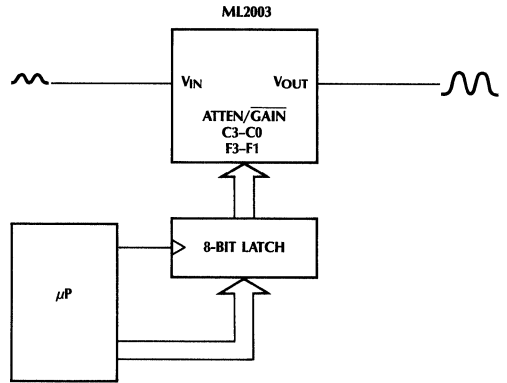 ML2003
VIN VOUT
ATTEN/GAIN
C3–C0
F3–F1
8-BIT LATCH
μP